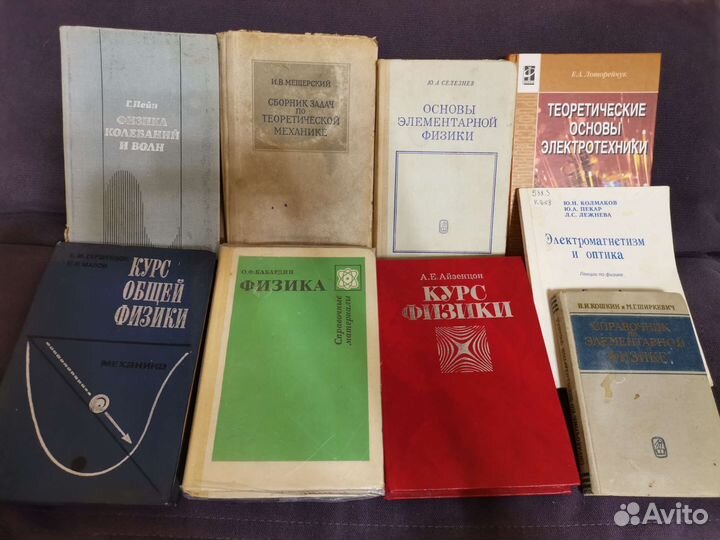 Г. Пейн
ФИЗИКА
КОЛЕБАНИЙ
И ВОЛН
И.В. МЕЩЕРСКИЙ
СБОРНИК ЗАДАЧ
ПО
ТЕОРЕТИЧЕСКОЙ
МЕХАНИКЕ
Ю.А СЕЛЕЗНЕВ
ОСНОВЫ
ЭЛЕМЕНТАРНОЙ
ФИЗИКИ
Е.А. Лоторейчук
ТЕОРЕТИЧЕСКИЕ
ОСНОВЫ
ЭЛЕКТРОТЕХНИКИ
Ю.Н. КОЛМАКОВ
Ю.А. ПЕКАР
Л.С. ЛЕЖНЕВА
Электромагнетизм
и оптика
Лекции по физике
Е.М. ГЕРШЕНЗОН
КУРС
ОБЩЕЙ
ФИЗИКИ
МЕХАНИКА
О.Ф. КАБАРДИН
ФИЗИКА
Справочные
материалы
А.Е. Айзенцон
КУРС
ФИЗИКИ
Н.И. КОШКИН и М.Г. ШИРКЕВИЧ
СПРАВОЧНИК
ПО
ЭЛЕМЕНТАРНОЙ
ФИЗИКЕ
Avito